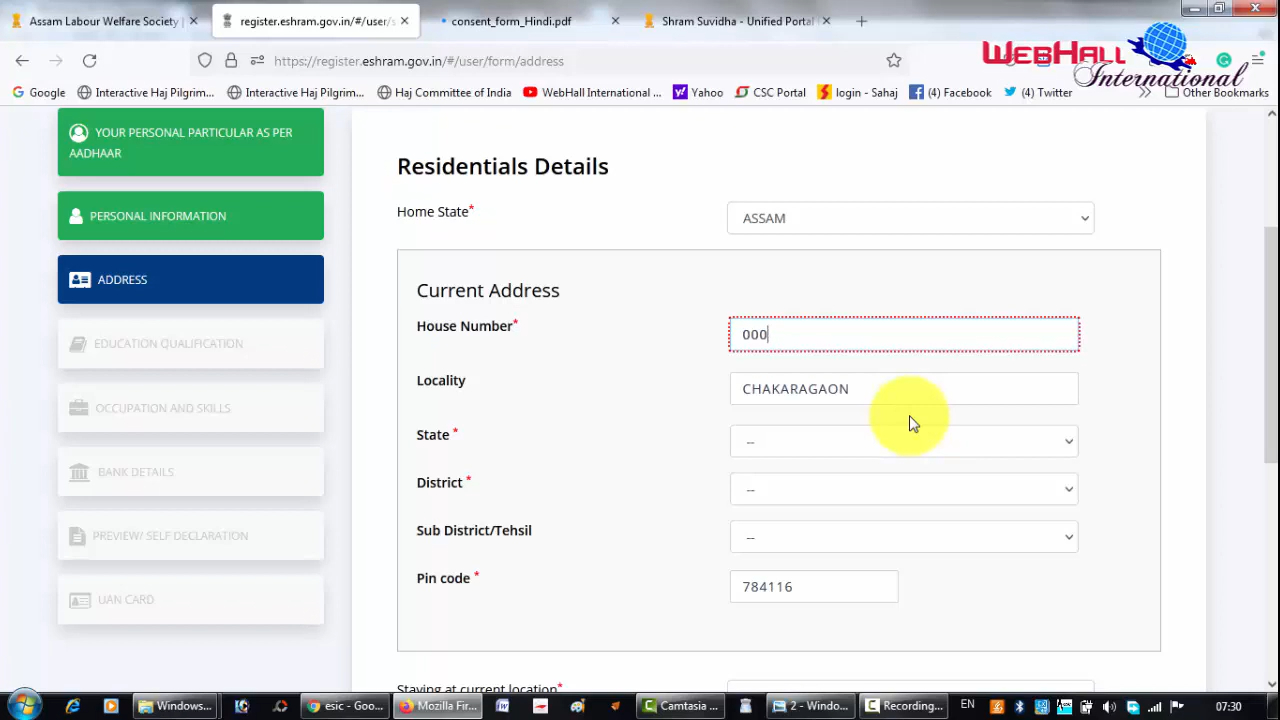 Assam Labour Welfare Society |
register.eshram.gov.in/#/user/s
consent_form_Hindi.pdf
Shram Suvidha - Unified Portal
WEBHALL
International
https://register.eshram.gov.in/#/user/form/address
Google
Interactive Haj Pilgrim...
Interactive Haj Pilgrim...
Haj Committee of India
WebHall International ...
Yahoo
CSC Portal
login - Sahaj
(4) Facebook
(4) Twitter
Other Bookmarks
YOUR PERSONAL PARTICULAR AS PER
AADHAAR
PERSONAL INFORMATION
ADDRESS
EDUCATION QUALIFICATION
OCCUPATION AND SKILLS
BANK DETAILS
PREVIEW/ SELF DECLARATION
UAN CARD
Residentials Details
Home State* ASSAM
Current Address
House Number* 000
Locality CHAKARAGAON
State * --
District * --
Sub District/Tehsil --
Pin code * 784116
Staying at current location*
Windows...
esic - Goo...
Mozilla Fir...
Camtasia ...
2 - Windo...
Recording...
EN
07:30